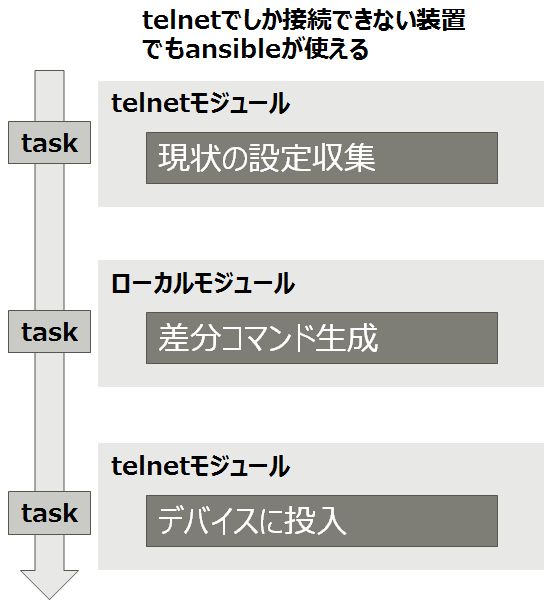 telnetでしか接続できない装置
でもansibleが使える
telnetモジュール
task
現状の設定収集
ローカルモジュール
task
差分コマンド生成
telnetモジュール
task
デバイスに投入